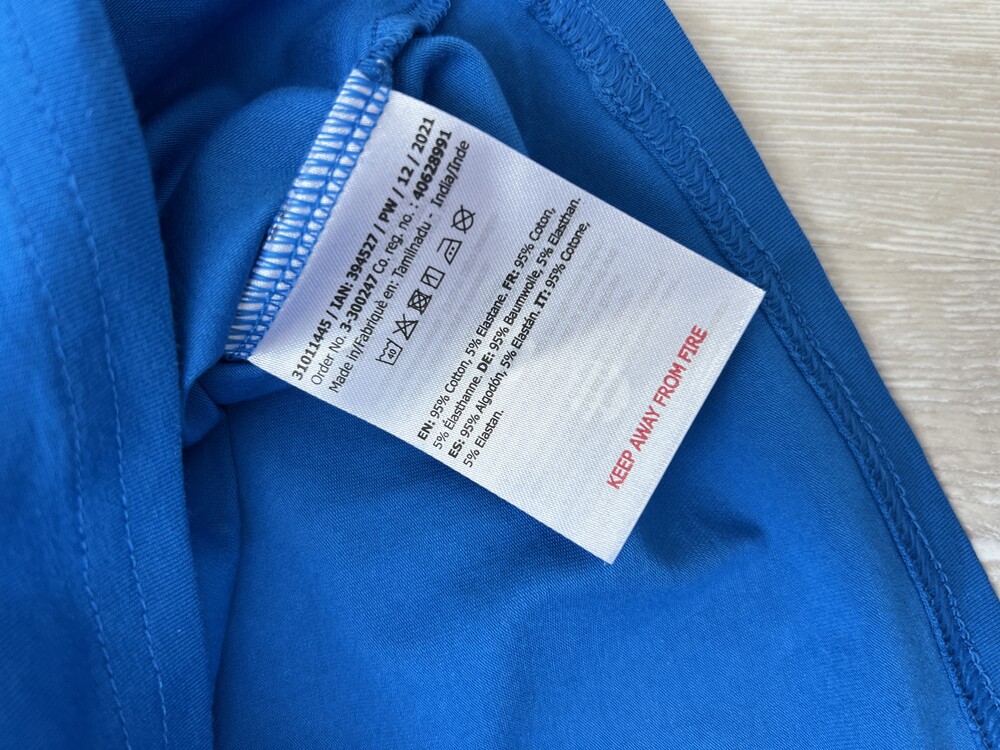 31011445 / IAN: 394527 / PW / 12 / 2021
Order No. 3-300247 Co. reg. no. : 40628991
Made in/Fabriqué en: Tamilnadu - India/Inde
40
EN: 95% Cotton, 5% Elastane. FR: 95% Coton,
5% Élasthanne. DE: 95% Baumwolle, 5% Elasthan.
ES: 95% Algodón, 5% Elastán. IT: 95% Cotone,
5% Elastan.
KEEP AWAY FROM FIRE